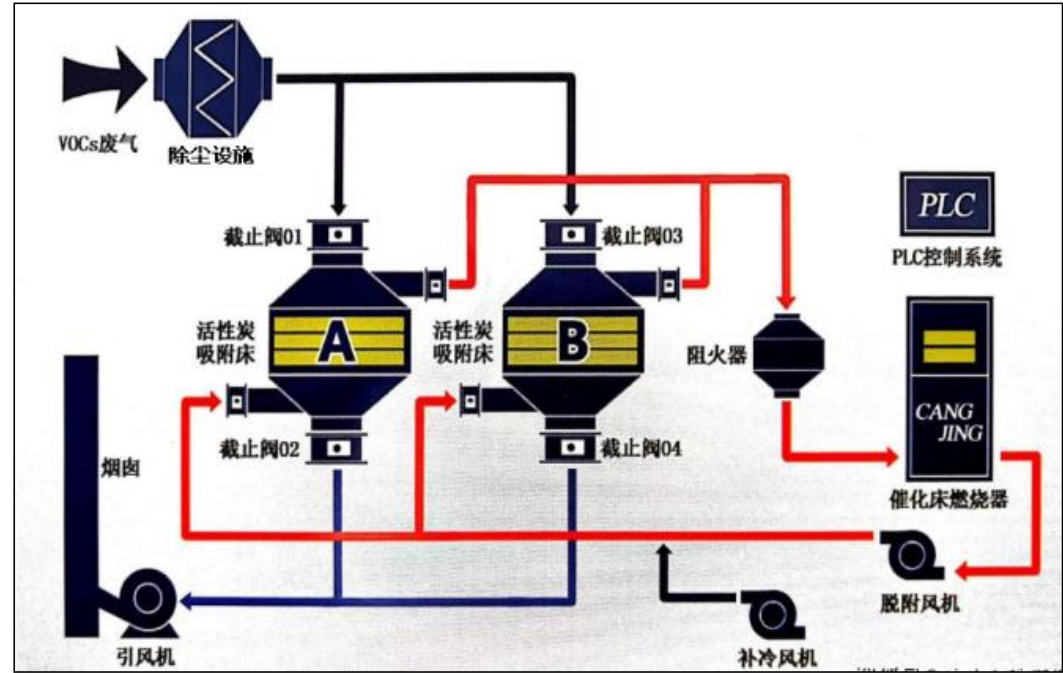 VOCs废气
除尘设施
截止阀01
截止阀03
PLC
PLC控制系统
活性炭
吸附床
A
活性炭
吸附床
B
阻火器
CANG
JING
截止阀02
截止阀04
烟囱
催化床燃烧器
脱附风机
引风机
补冷风机